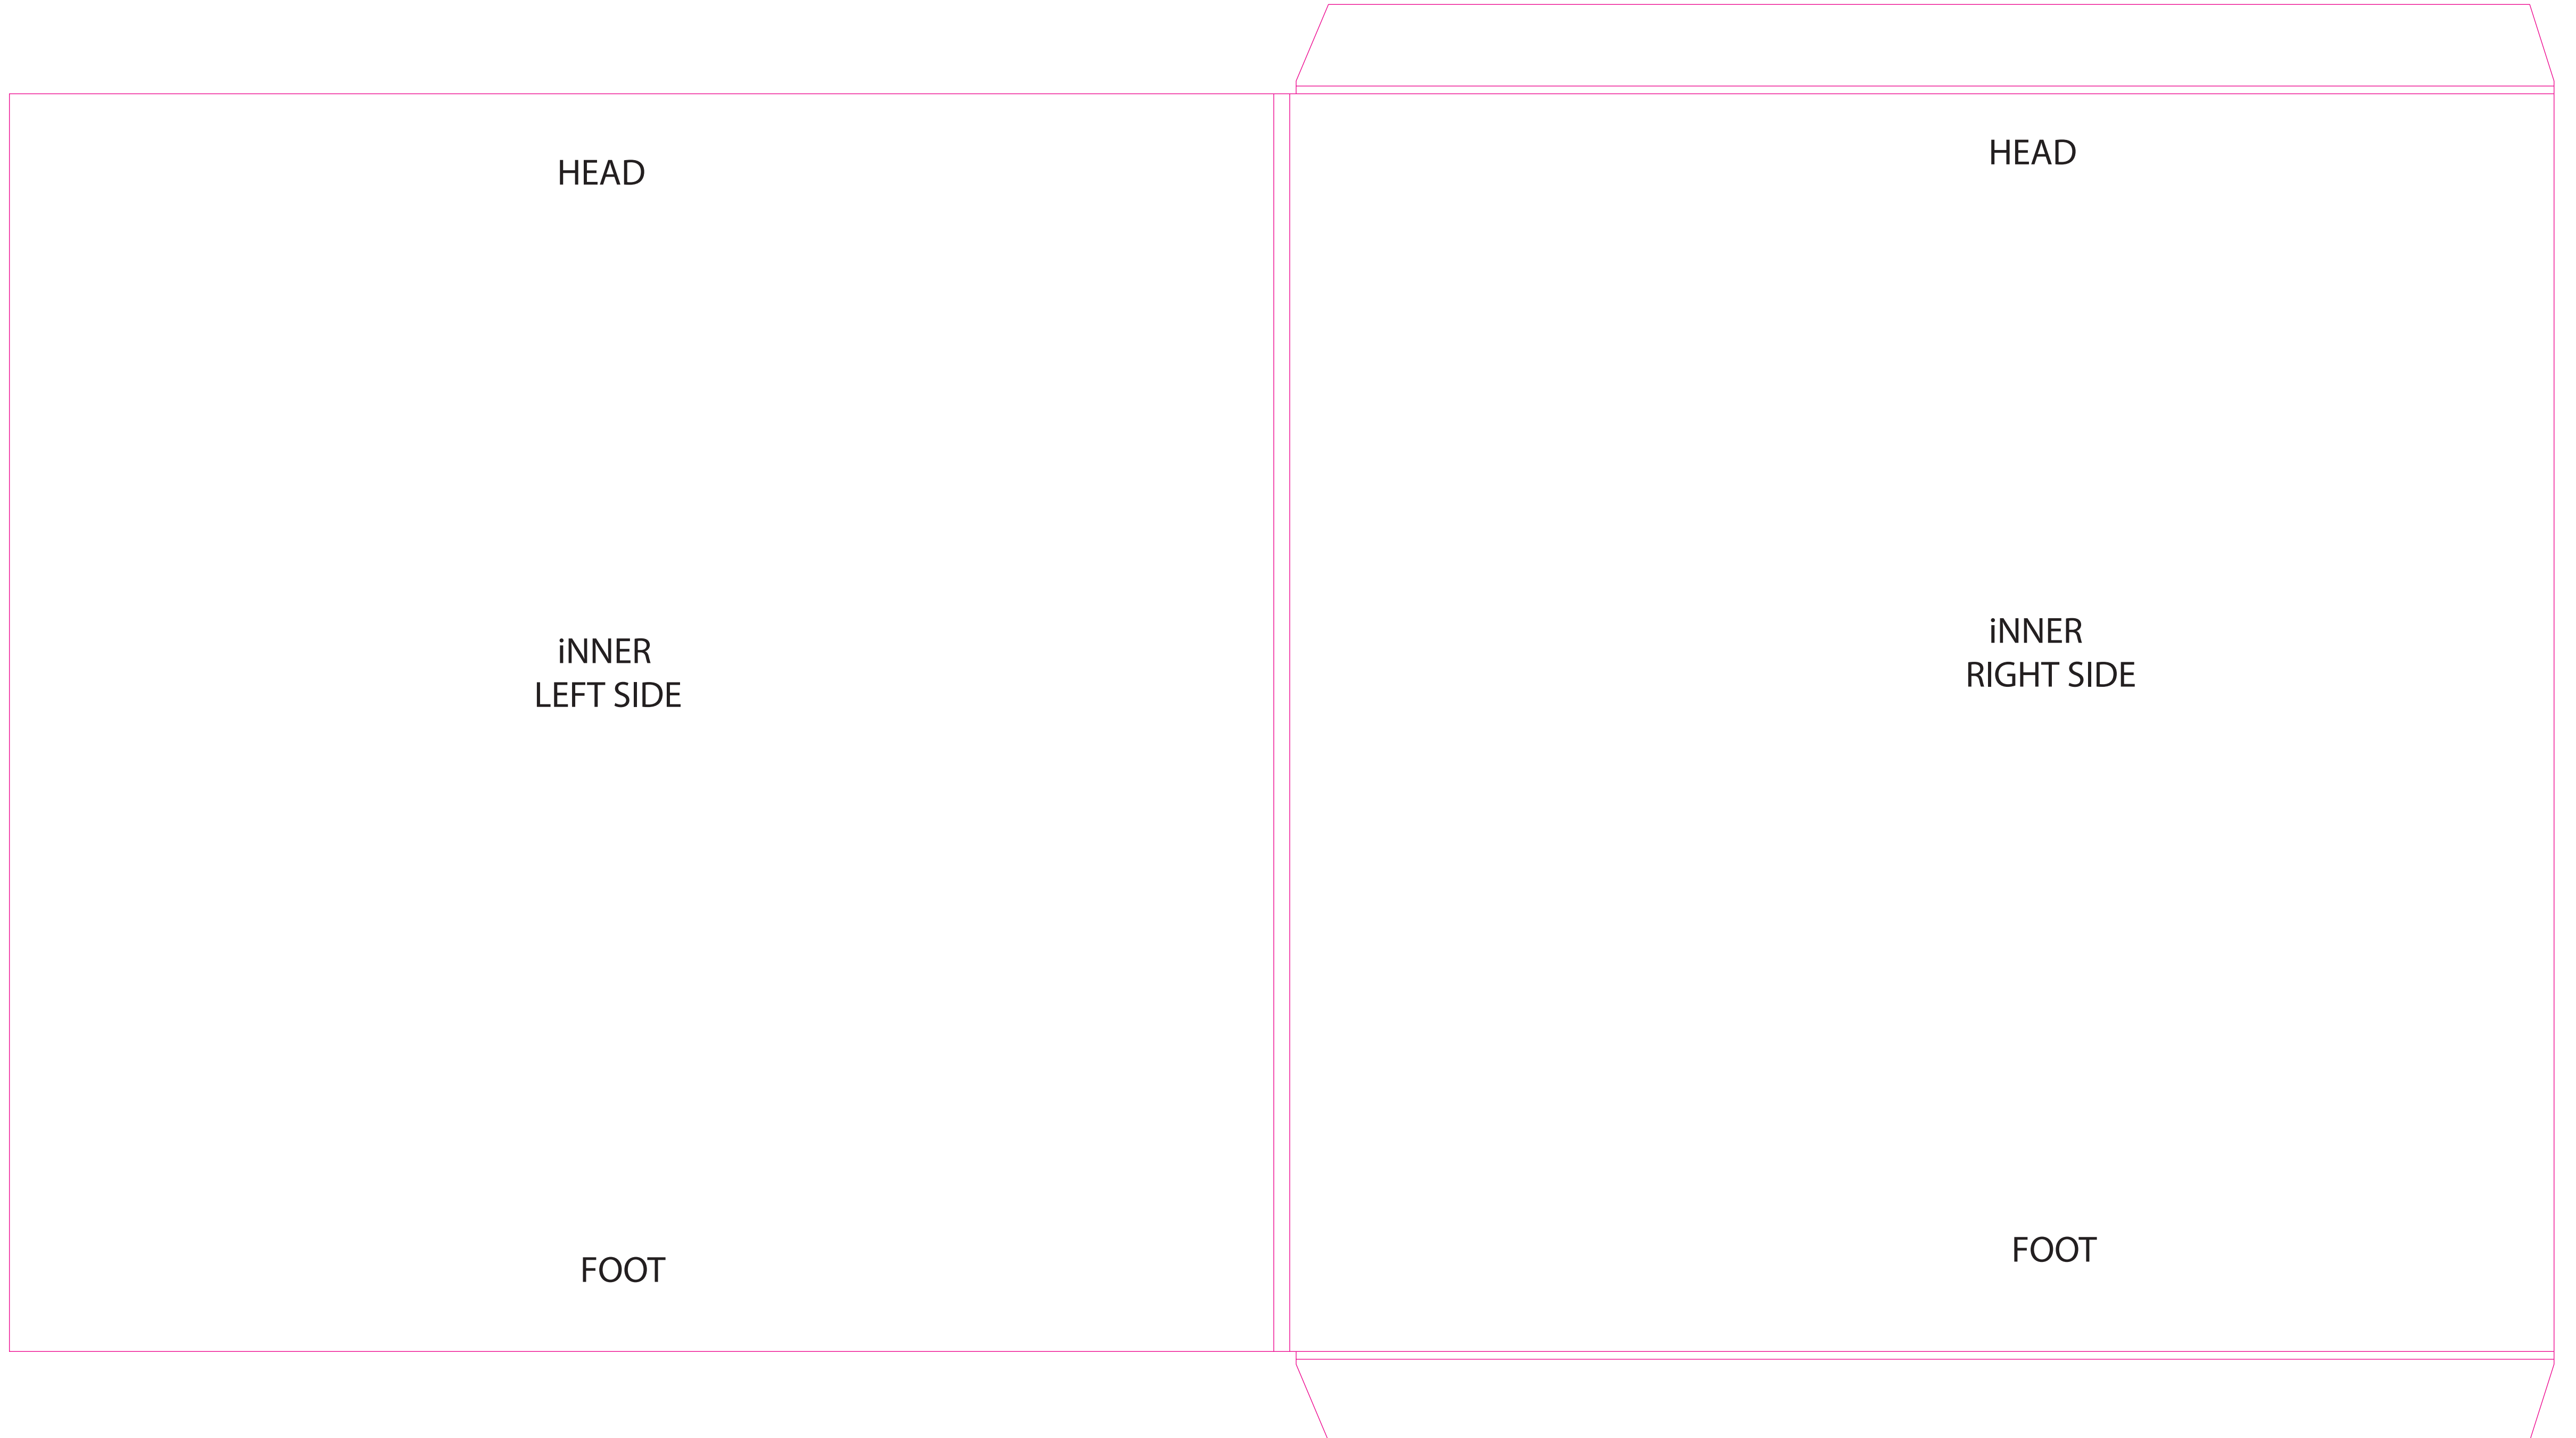 HEAD
iNNER
LEFT SIDE
FOOT
HEAD
iNNER
RIGHT SIDE
FOOT